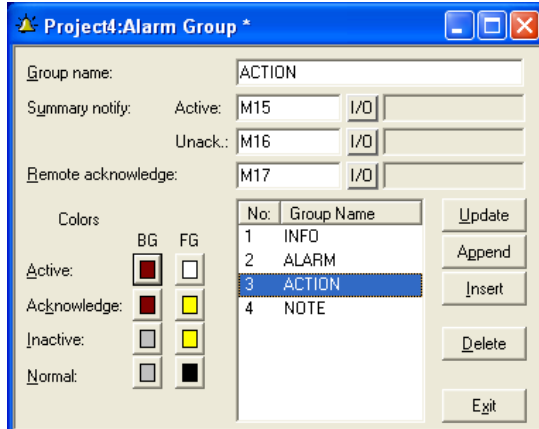 Project4:Alarm Group *
Group name: ACTION
Summary notify: Active: M15 I/O
Unack.: M16 I/O
Remote acknowledge: M17 I/O
Colors
BG FG
Active:
Acknowledge:
Inactive:
Normal:
No: Group Name
1 INFO
2 ALARM
3 ACTION
4 NOTE
Update
Append
Insert
Delete
Exit